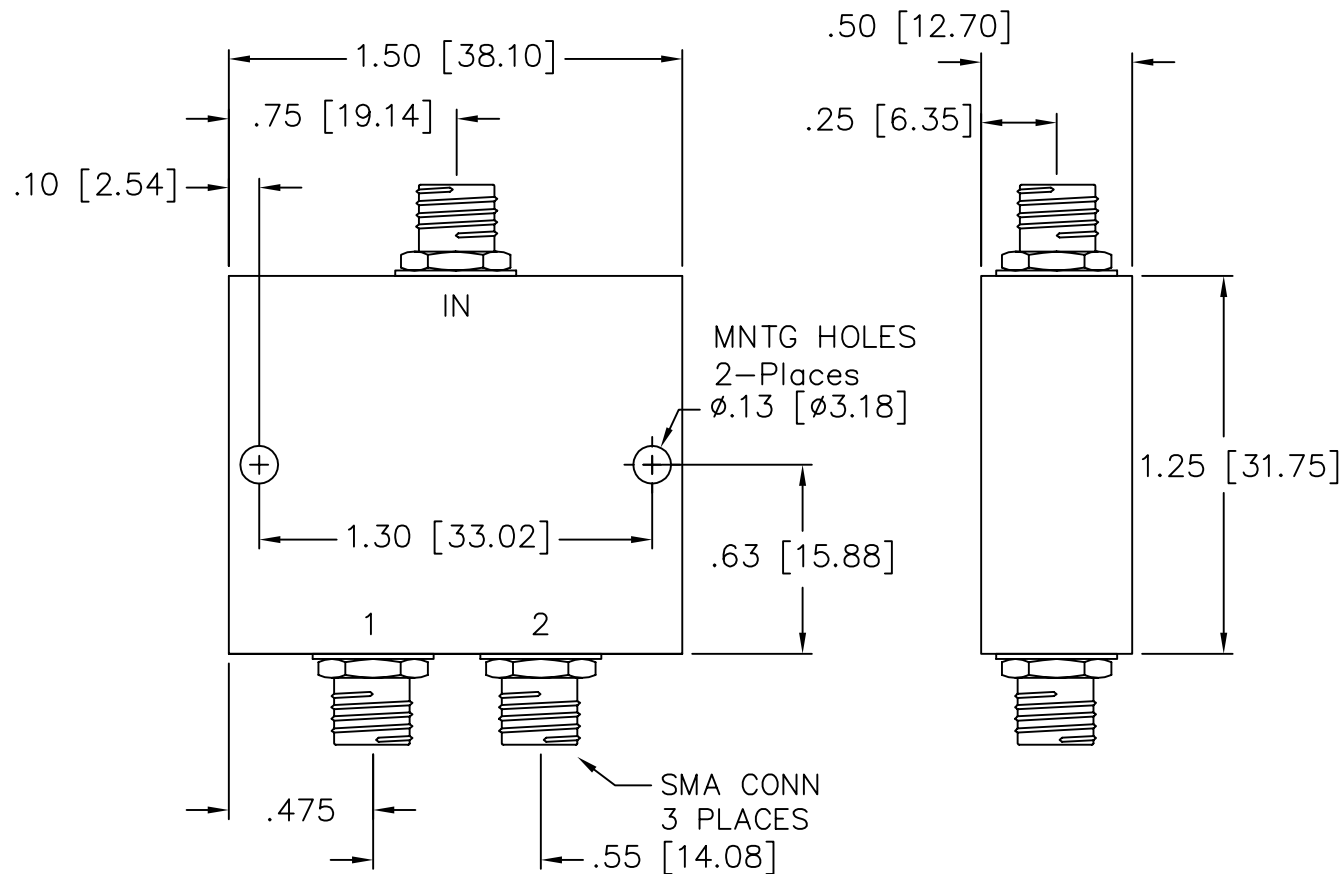 .50 [12.70]
1.50 [38.10]
.75 [19.14]
.25 [6.35]
.10 [2.54]
IN
MNTG HOLES
2-Places
ø.13 [ø3.18]
1.25 [31.75]
1.30 [33.02]
.63 [15.88]
1
2
SMA CONN
3 PLACES
.475
.55 [14.08]